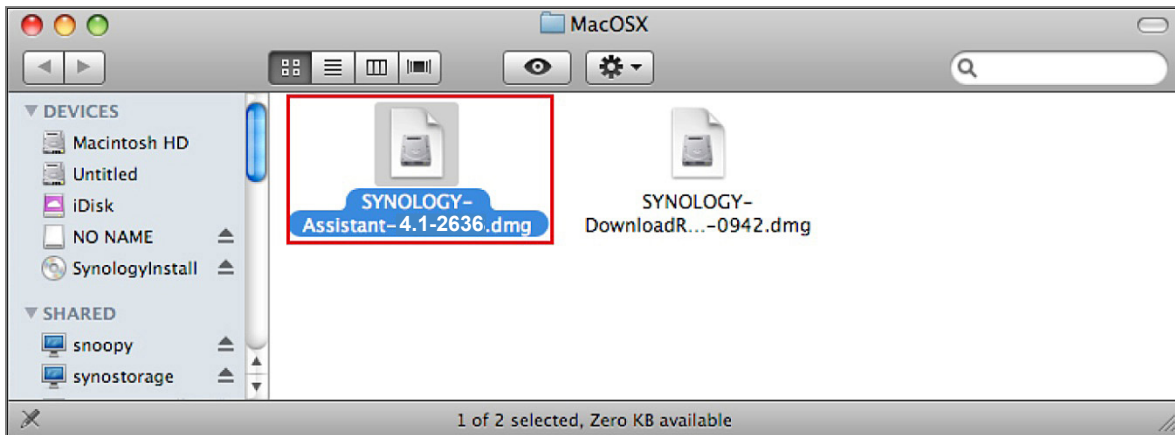 MacOSX
DEVICES
Macintosh HD
Untitled
iDisk
NO NAME
SynologyInstall
SHARED
snoopy
synostorage
SYNOLOGY-
Assistant-4.1-2636.dmg
SYNOLOGY-
DownloadR...-0942.dmg
1 of 2 selected, Zero KB available